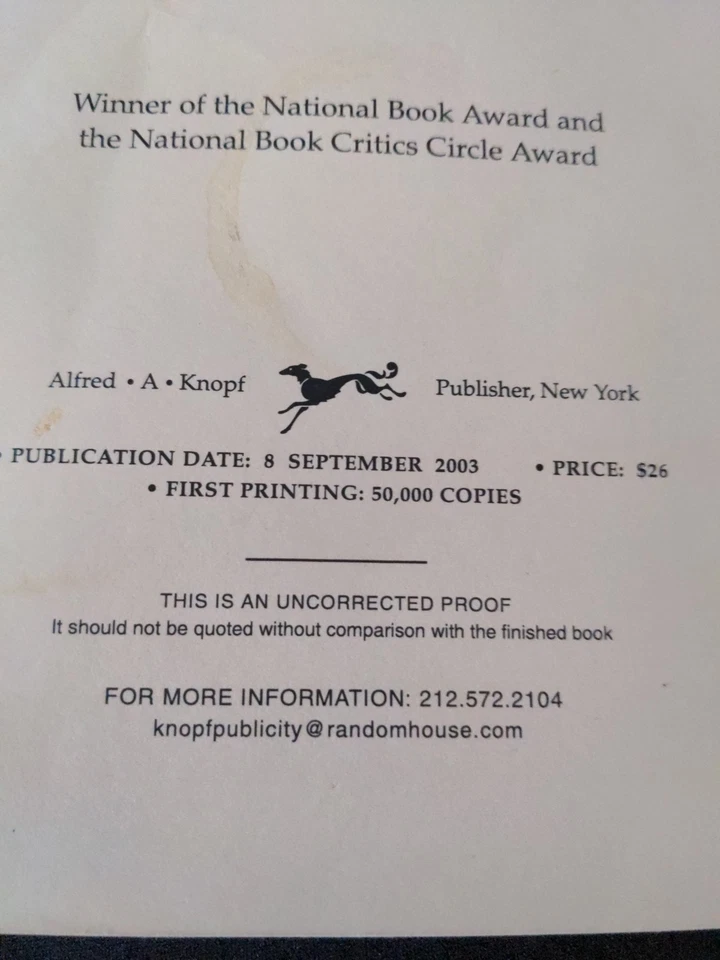 Winner of the National Book Award and
the National Book Critics Circle Award
Alfred • A • Knopf Publisher, New York
• PUBLICATION DATE: 8 SEPTEMBER 2003 • PRICE: $26
• FIRST PRINTING: 50,000 COPIES
THIS IS AN UNCORRECTED PROOF
It should not be quoted without comparison with the finished book
FOR MORE INFORMATION: 212.572.2104
knopfpublicity@randomhouse.com